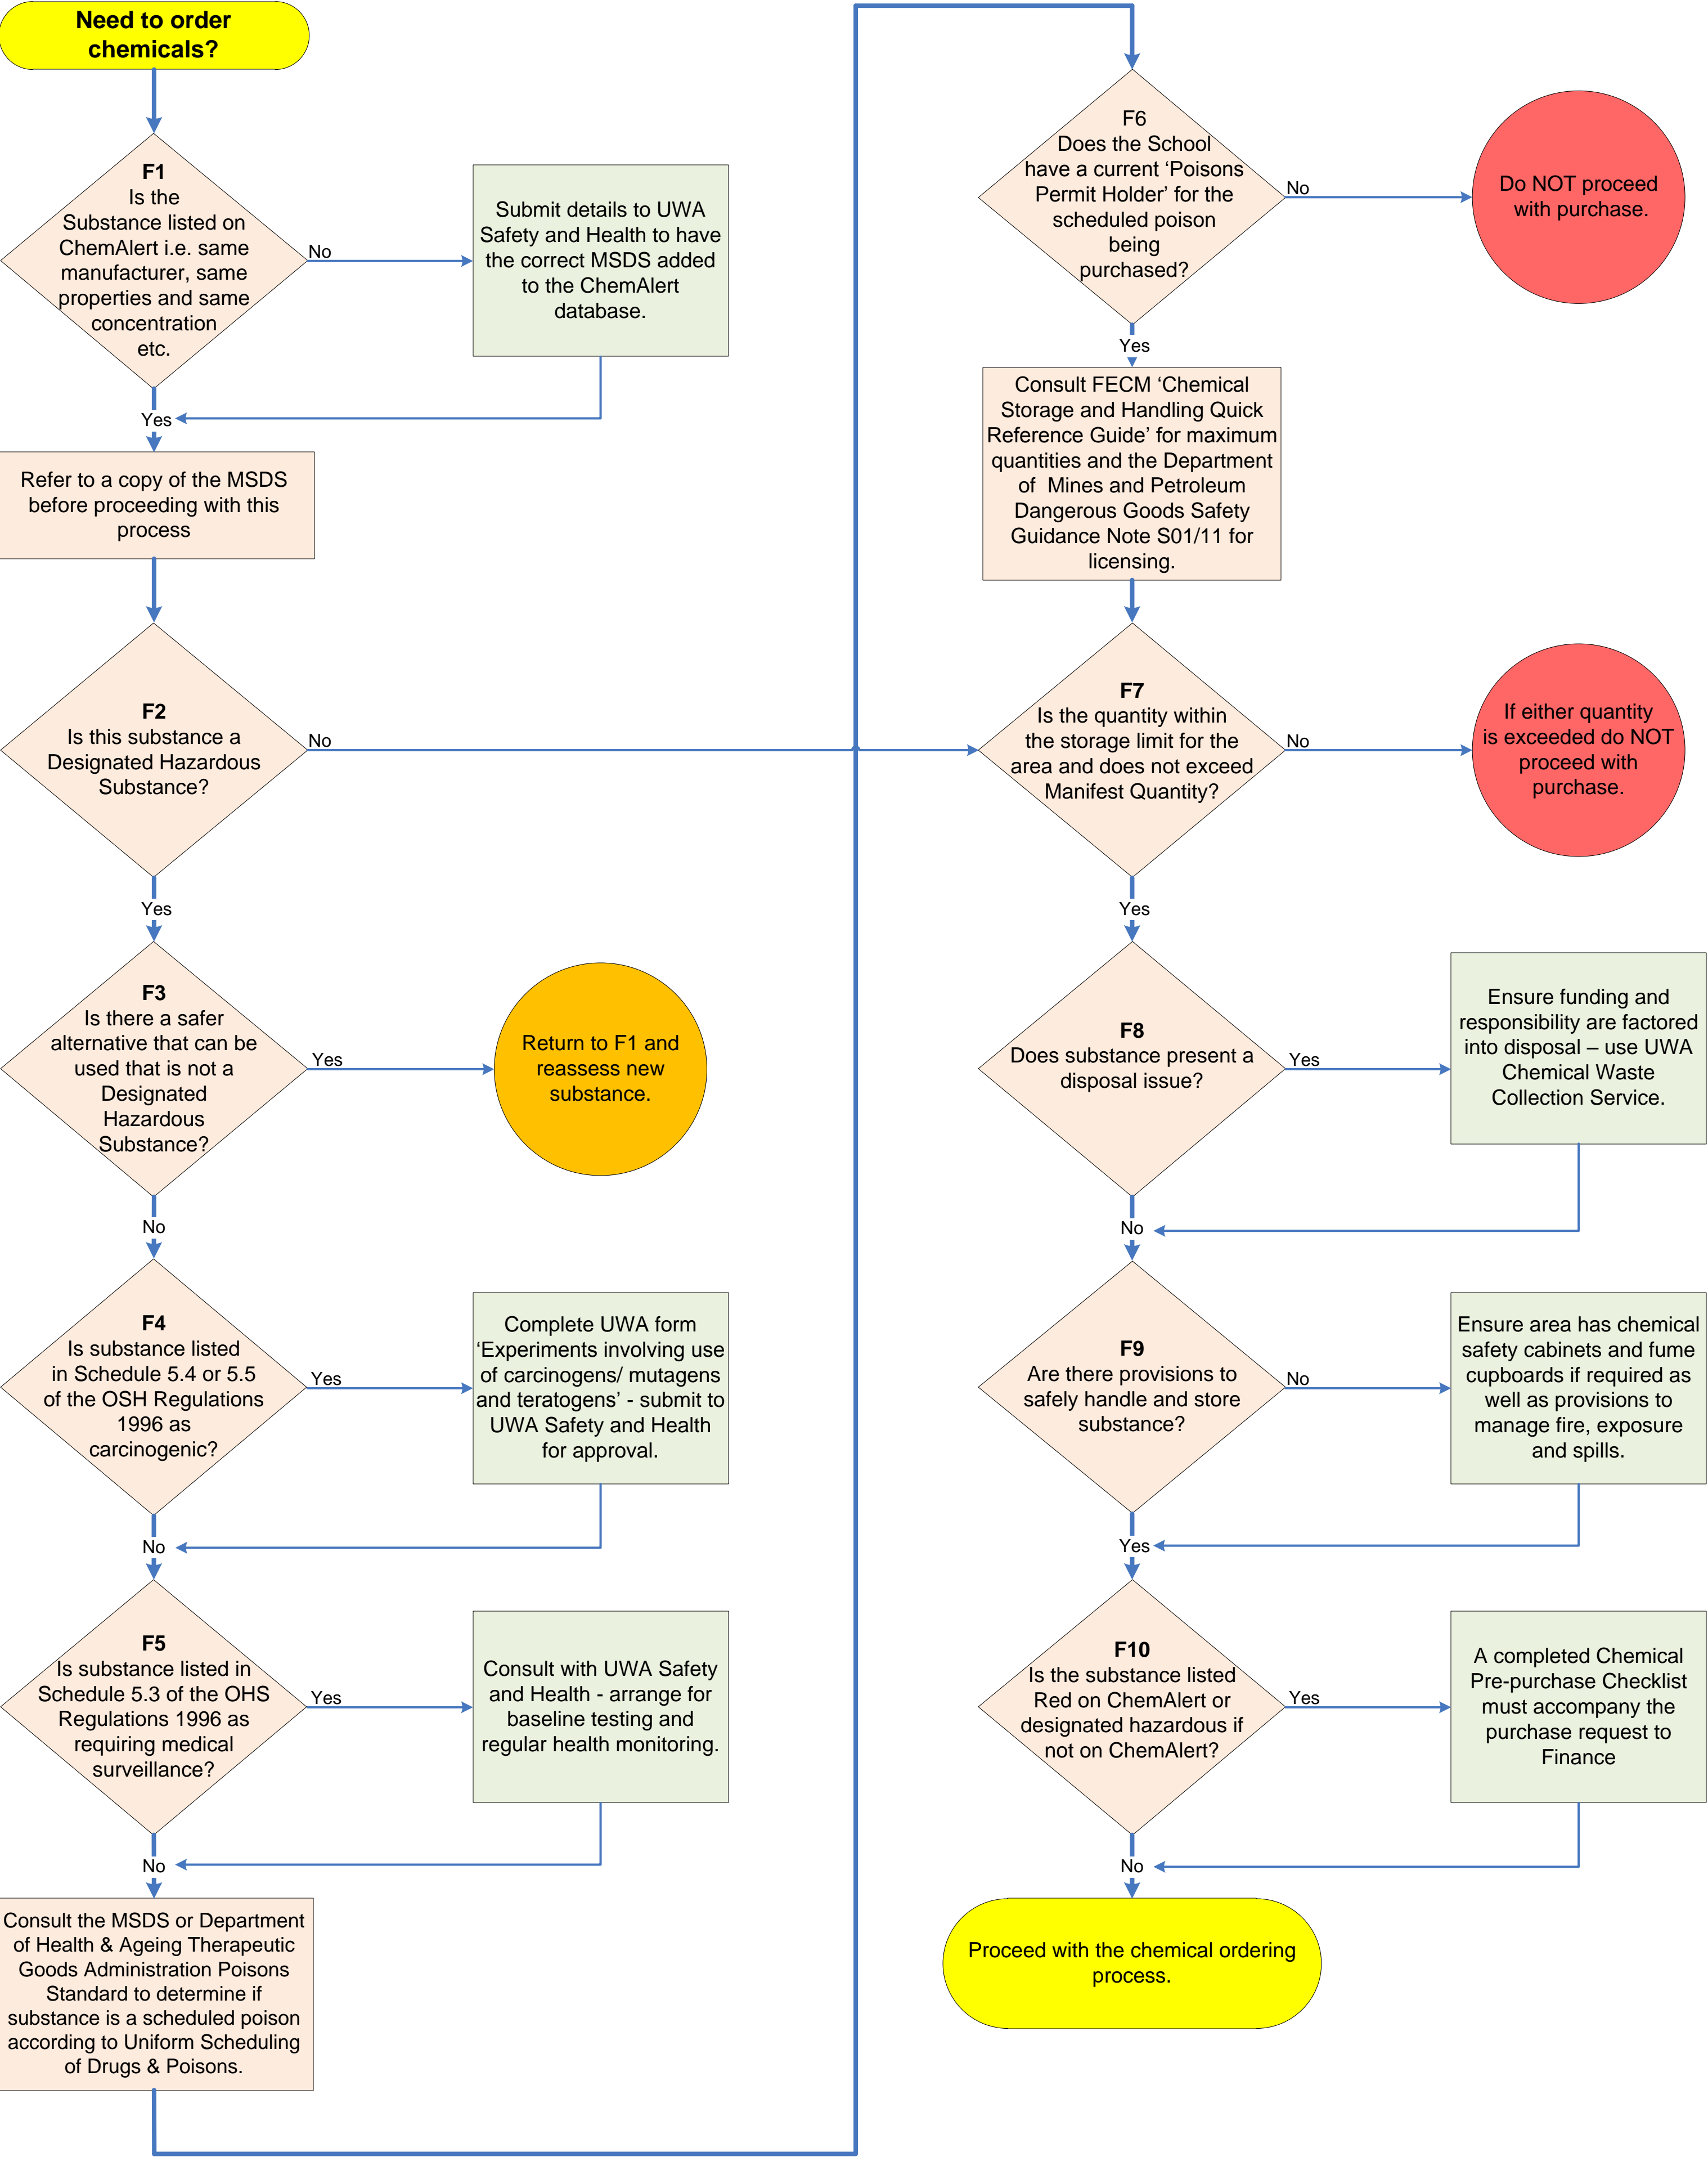 Need to order
chemicals?
F1
Is the
Substance listed on
ChemAlert i.e. same
manufacturer, same
properties and same
concentration
etc.
No
Submit details to UWA
Safety and Health to have
the correct MSDS added
to the ChemAlert
database.
Yes
Refer to a copy of the MSDS
before proceeding with this
process
F2
Is this substance a
Designated Hazardous
Substance?
No
Yes
F3
Is there a safer
alternative that can be
used that is not a
Designated
Hazardous
Substance?
Yes
Return to F1 and
reassess new
substance.
No
F4
Is substance listed
in Schedule 5.4 or 5.5
of the OSH Regulations
1996 as
carcinogenic?
Yes
Complete UWA form
‘Experiments involving use
of carcinogens/ mutagens
and teratogens’ - submit to
UWA Safety and Health
for approval.
No
F5
Is substance listed in
Schedule 5.3 of the OHS
Regulations 1996 as
requiring medical
surveillance?
Yes
Consult with UWA Safety
and Health - arrange for
baseline testing and
regular health monitoring.
No
Consult the MSDS or Department
of Health & Ageing Therapeutic
Goods Administration Poisons
Standard to determine if
substance is a scheduled poison
according to Uniform Scheduling
of Drugs & Poisons.
F6
Does the School
have a current ‘Poisons
Permit Holder’ for the
scheduled poison
being
purchased?
No
Do NOT proceed
with purchase.
Yes
Consult FECM ‘Chemical
Storage and Handling Quick
Reference Guide’ for maximum
quantities and the Department
of Mines and Petroleum
Dangerous Goods Safety
Guidance Note S01/11 for
licensing.
F7
Is the quantity within
the storage limit for the
area and does not exceed
Manifest Quantity?
No
If either quantity
is exceeded do NOT
proceed with
purchase.
Yes
F8
Does substance present a
disposal issue?
Yes
Ensure funding and
responsibility are factored
into disposal – use UWA
Chemical Waste
Collection Service.
No
F9
Are there provisions to
safely handle and store
substance?
No
Ensure area has chemical
safety cabinets and fume
cupboards if required as
well as provisions to
manage fire, exposure
and spills.
Yes
F10
Is the substance listed
Red on ChemAlert or
designated hazardous if
not on ChemAlert?
Yes
A completed Chemical
Pre-purchase Checklist
must accompany the
purchase request to
Finance
No
Proceed with the chemical ordering
process.